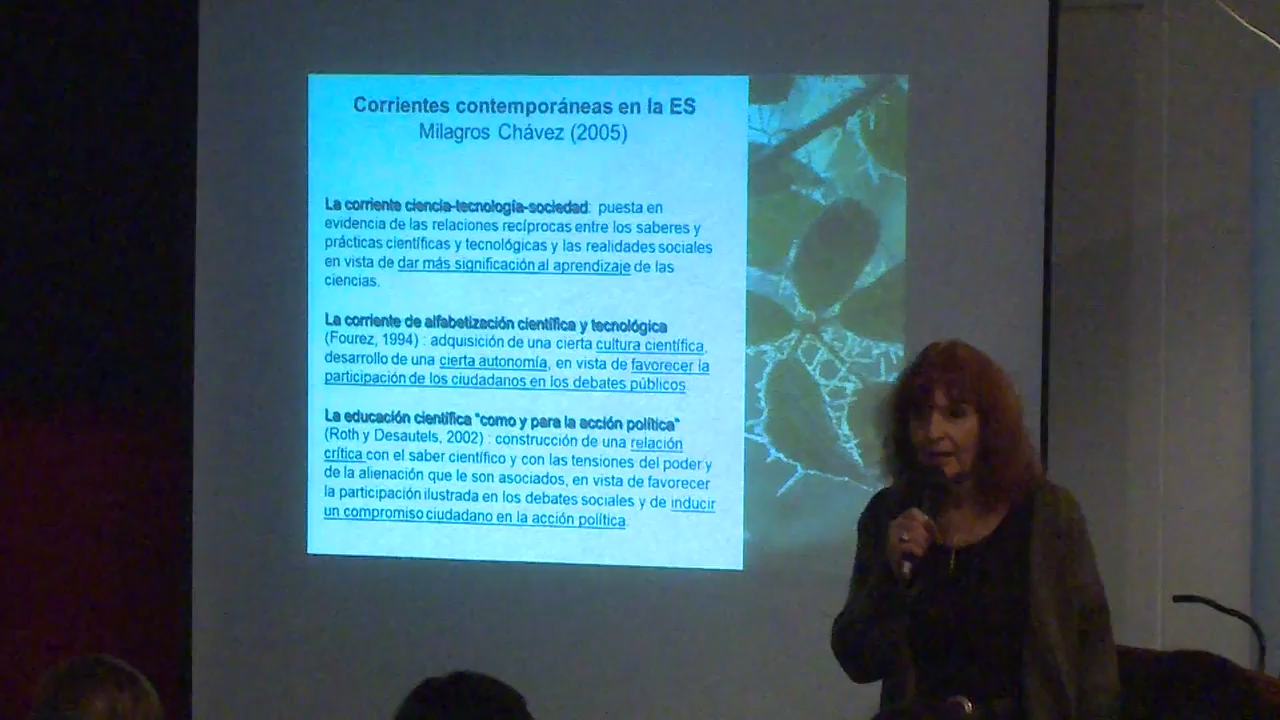 Corrientes contemporáneas en la ES
Milagros Chávez (2005)
La corriente ciencia-tecnología-sociedad: puesta en
evidencia de las relaciones recíprocas entre los saberes y
prácticas científicas y tecnológicas y las realidades sociales
en vista de dar más significación al aprendizaje de las
ciencias.
La corriente de alfabetización científica y tecnológica
(Fourez, 1994) : adquisición de una cierta cultura científica,
desarrollo de una cierta autonomía, en vista de favorecer la
participación de los ciudadanos en los debates públicos.
La educación científica "como y para la acción política"
(Roth y Desautels, 2002) : construcción de una relación
crítica con el saber científico y con las tensiones del poder y
de la alienación que le son asociados, en vista de favorecer
la participación ilustrada en los debates sociales y de inducir
un compromiso ciudadano en la acción política.